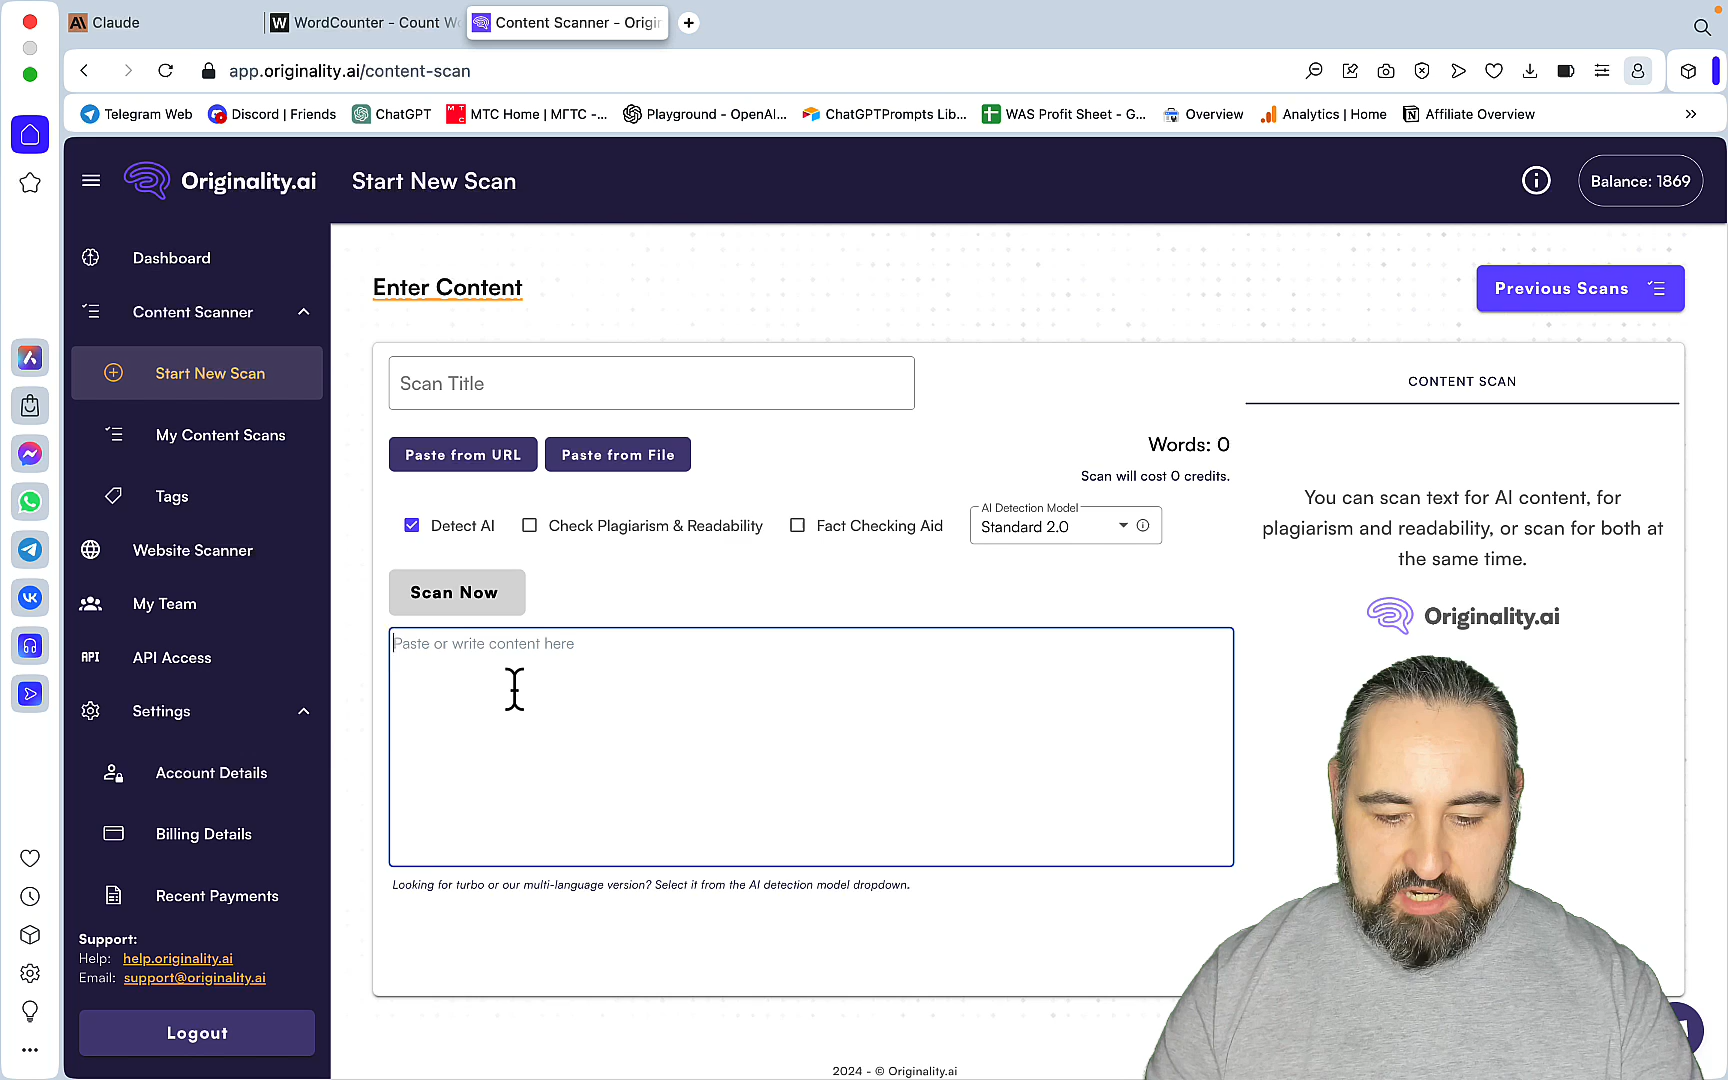 Claude
W WordCounter - Count W
Content Scanner - Origi
app.originality.ai/content-scan
Telegram Web
Discord | Friends
ChatGPT
МТС Home | МГТС -...
Playground - OpenAI...
ChatGPTPrompts Lib...
WAS Profit Sheet - G...
Overview
Analytics | Home
Affiliate Overview
Originality.ai
Start New Scan
Balance: 1869
Dashboard
Content Scanner
Start New Scan
My Content Scans
Tags
Website Scanner
My Team
API API Access
Settings
Account Details
Billing Details
Recent Payments
Support:
Help: help.originality.ai
Email: support@originality.ai
Logout
Enter Content
Previous Scans
Scan Title
CONTENT SCAN
Paste from URL
Paste from File
Words: 0
Scan will cost 0 credits.
Detect AI
Check Plagiarism & Readability
Fact Checking Aid
AI Detection Model
Standard 2.0
Scan Now
Paste or write content here
Looking for turbo or our multi-language version? Select it from the AI detection model dropdown.
You can scan text for AI content, for
plagiarism and readability, or scan for both at
the same time.
Originality.ai
2024 - © Originality.ai